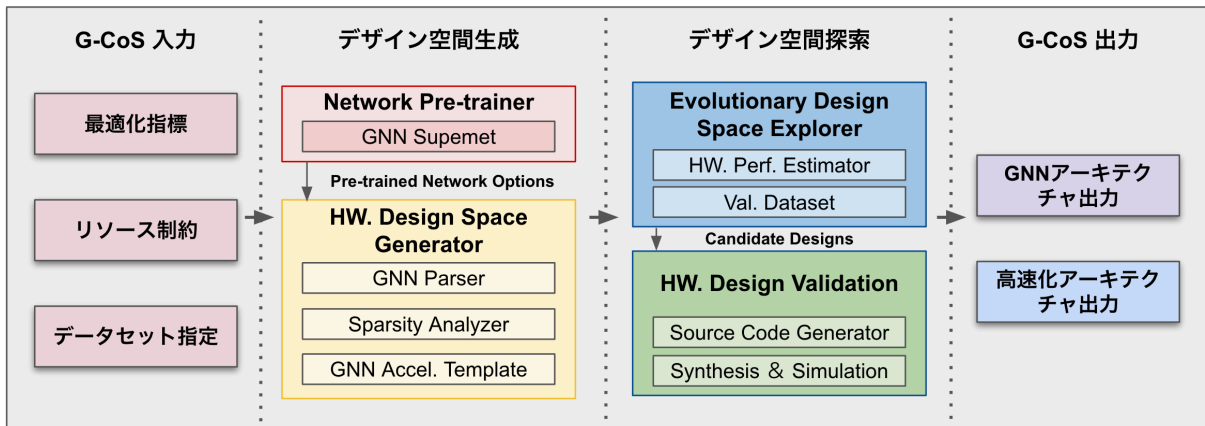 G-CoS 入力
最適化指標
リソース制約
データセット指定
デザイン空間生成
Network Pre-trainer
GNN Supemet
Pre-trained Network Options
HW. Design Space
Generator
GNN Parser
Sparsity Analyzer
GNN Accel. Template
デザイン空間探索
Evolutionary Design
Space Explorer
HW. Perf. Estimator
Val. Dataset
Candidate Designs
HW. Design Validation
Source Code Generator
Synthesis & Simulation
G-CoS 出力
GNNアーキテク
チャ出力
高速化アーキテク
チャ出力